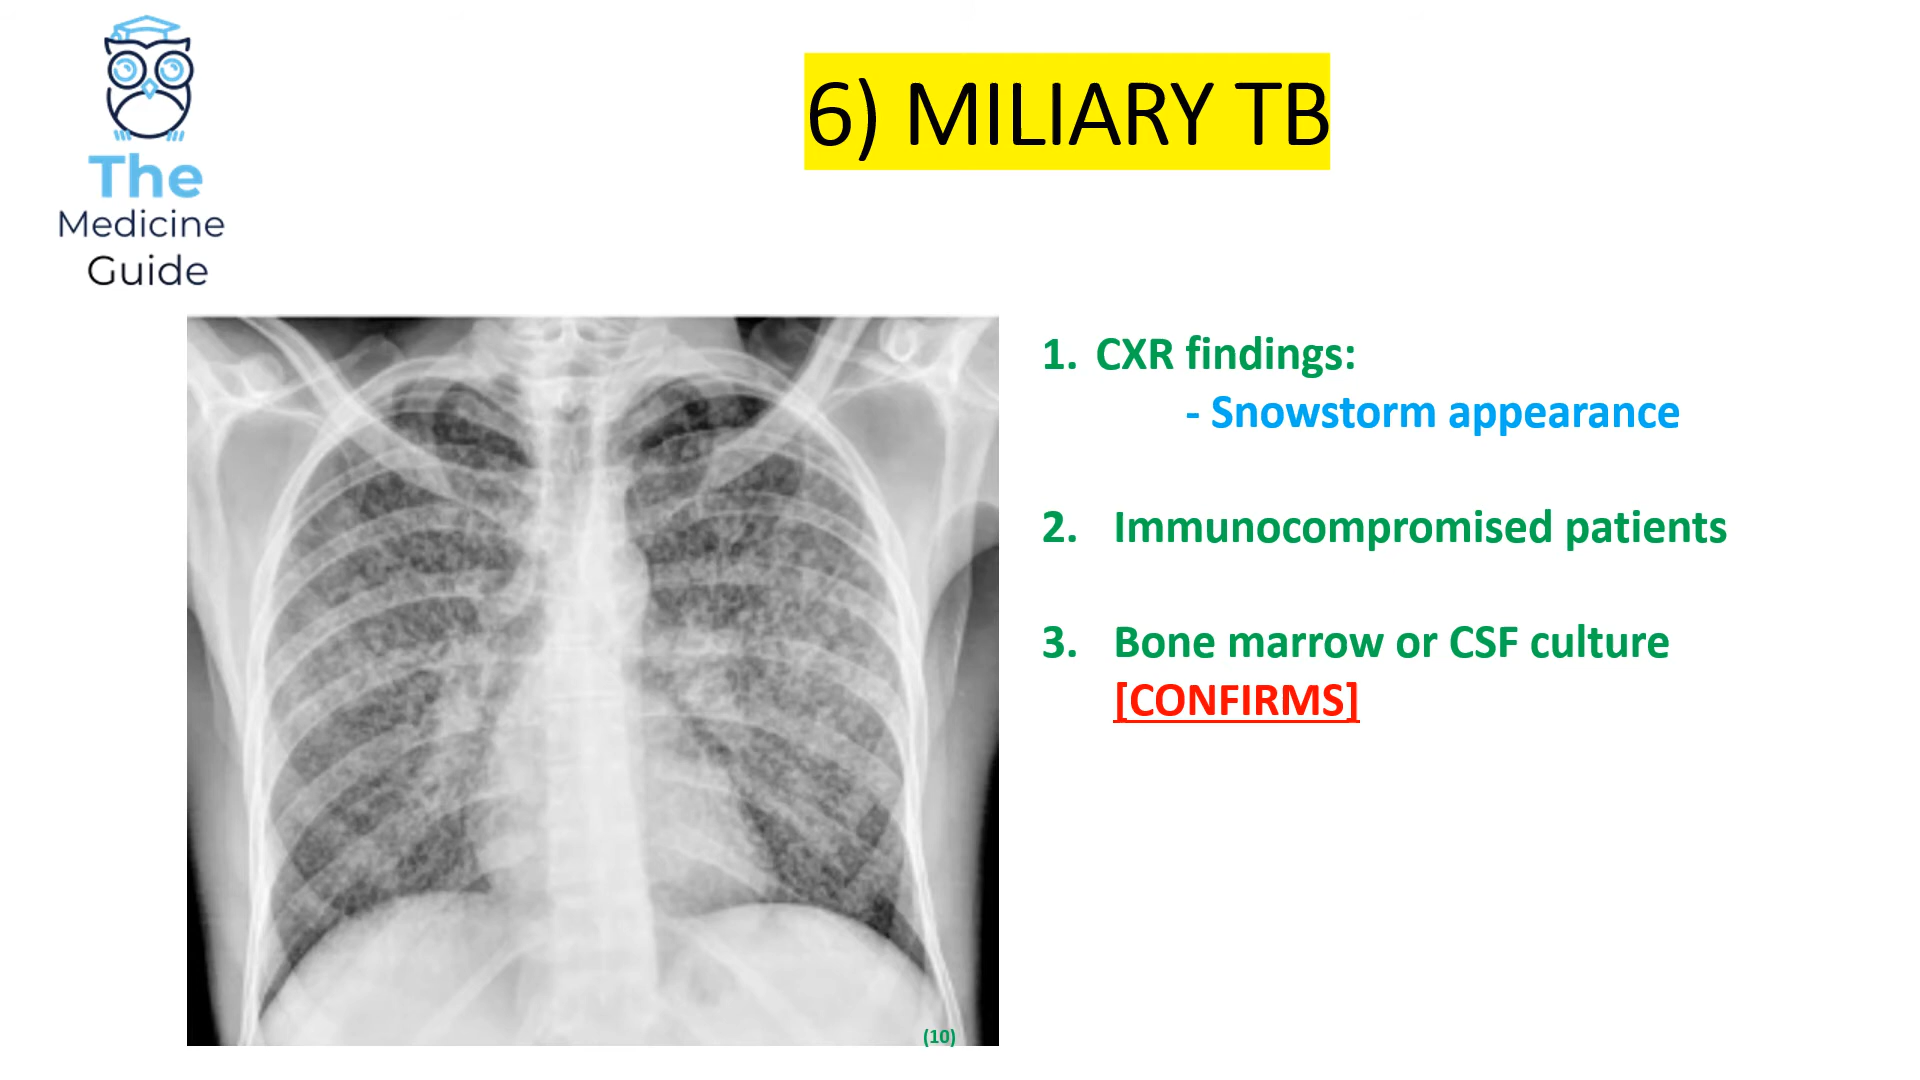 The
Medicine
Guide
6) MILIARY TB
1. CXR findings:
- Snowstorm appearance
2. Immunocompromised patients
3. Bone marrow or CSF culture
[CONFIRMS]
(10)